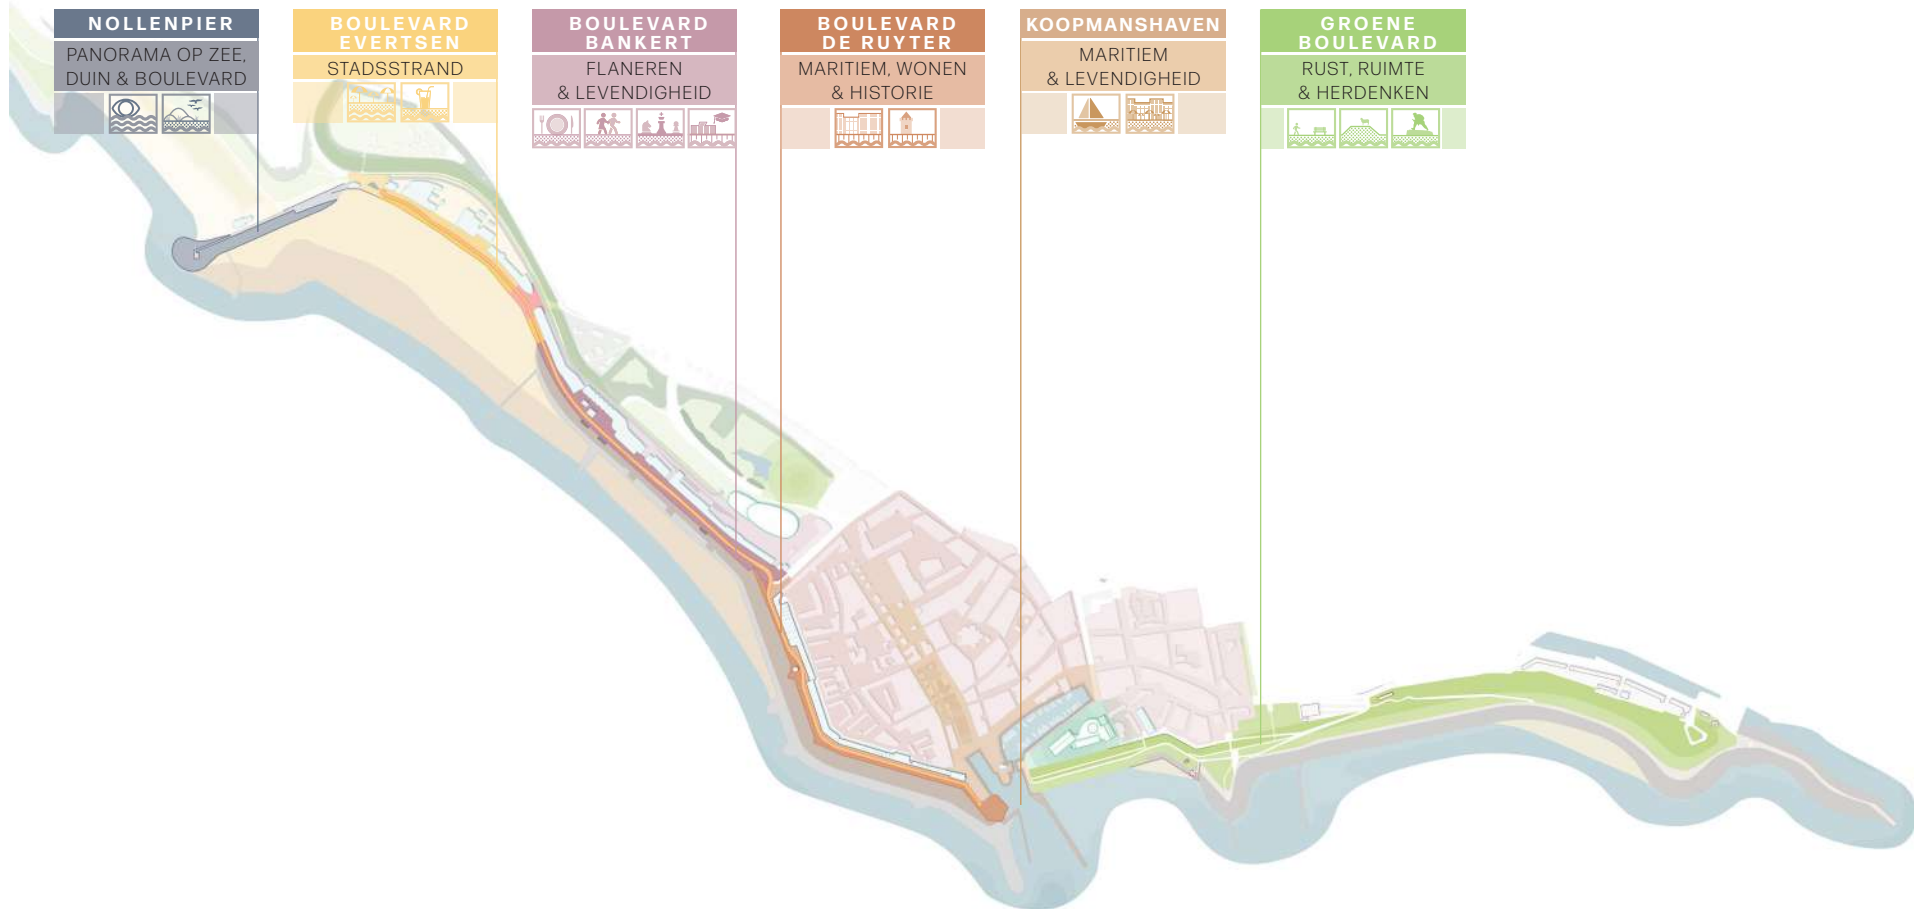 NOLLENPIER
PANORAMA OP ZEE,
DUIN & BOULEVARD
BOULEVARD
EVERTSEN
STADSSTRAND
BOULEVARD
BANKERT
FLANEREN
& LEVENDIGHEID
BOULEVARD
DE RUYTER
MARITIEM, WONEN
& HISTORIE
KOOPMANSHAVEN
MARITIEM
& LEVENDIGHEID
GROENE
BOULEVARD
RUST, RUIMTE
& HERDENKEN